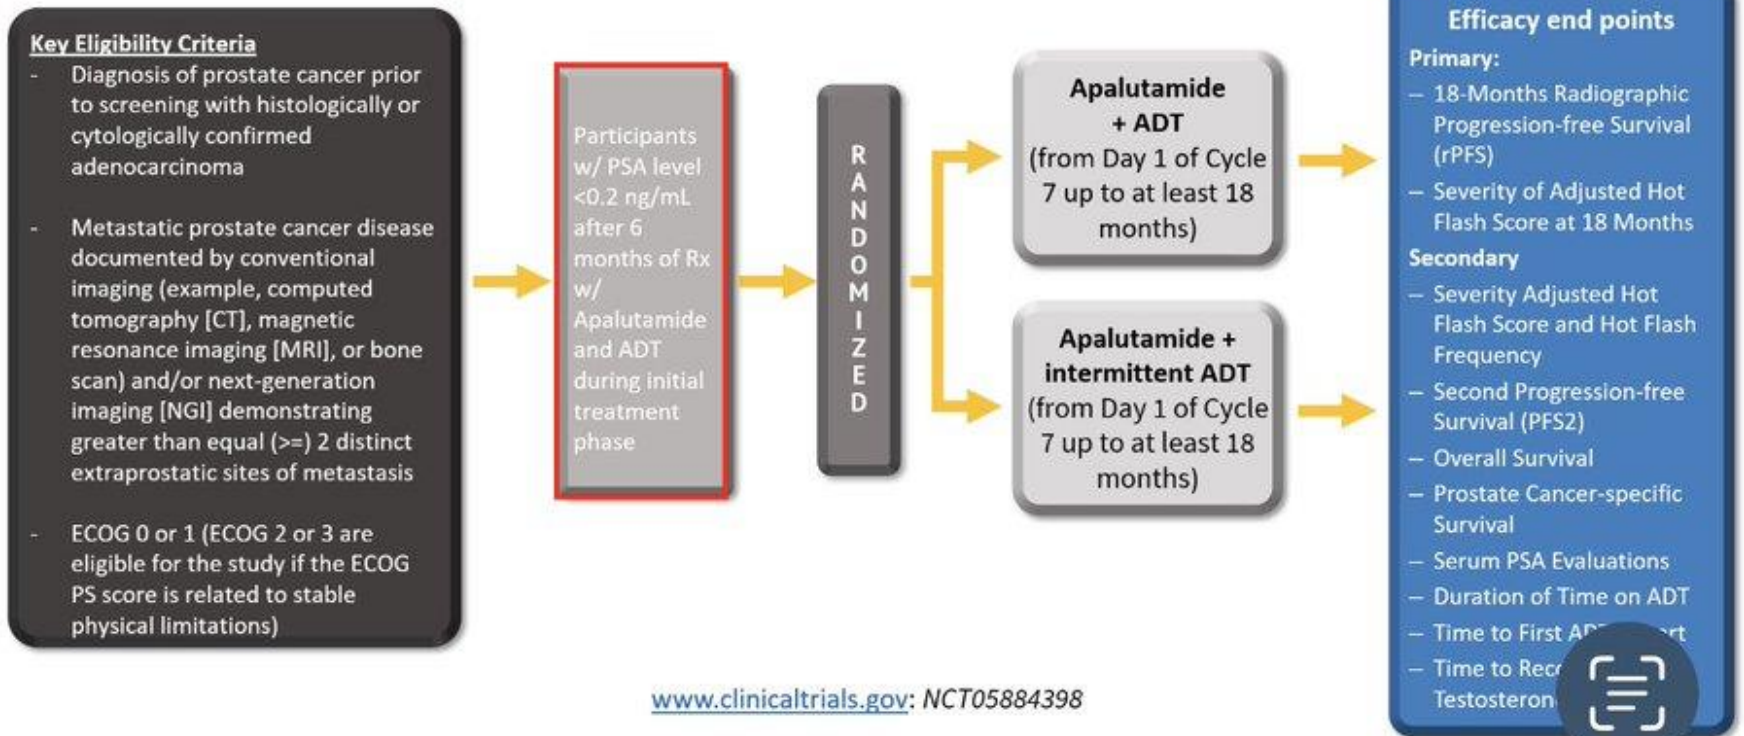 Key Eligibility Criteria
- Diagnosis of prostate cancer prior
to screening with histologically or
cytologically confirmed
adenocarcinoma
- Metastatic prostate cancer disease
documented by conventional
imaging (example, computed
tomography [CT], magnetic
resonance imaging [MRI], or bone
scan) and/or next-generation
imaging [NGI] demonstrating
greater than equal (>=) 2 distinct
extraprostatic sites of metastasis
- ECOG 0 or 1 (ECOG 2 or 3 are
eligible for the study if the ECOG
PS score is related to stable
physical limitations)
Participants
w/ PSA level
<0.2 ng/mL
after 6
months of Rx
w/
Apalutamide
and ADT
during initial
treatment
phase
RANDOMIZED
Apalutamide
+ ADT
(from Day 1 of Cycle
7 up to at least 18
months)
Apalutamide +
intermittent ADT
(from Day 1 of Cycle
7 up to at least 18
months)
Efficacy end points
Primary:
– 18-Months Radiographic
Progression-free Survival
(rPFS)
– Severity of Adjusted Hot
Flash Score at 18 Months
Secondary
– Severity Adjusted Hot
Flash Score and Hot Flash
Frequency
– Second Progression-free
Survival (PFS2)
– Overall Survival
– Prostate Cancer-specific
Survival
– Serum PSA Evaluations
– Duration of Time on ADT
– Time to First
– Time to
www.clinicaltrials.gov: NCT05884398